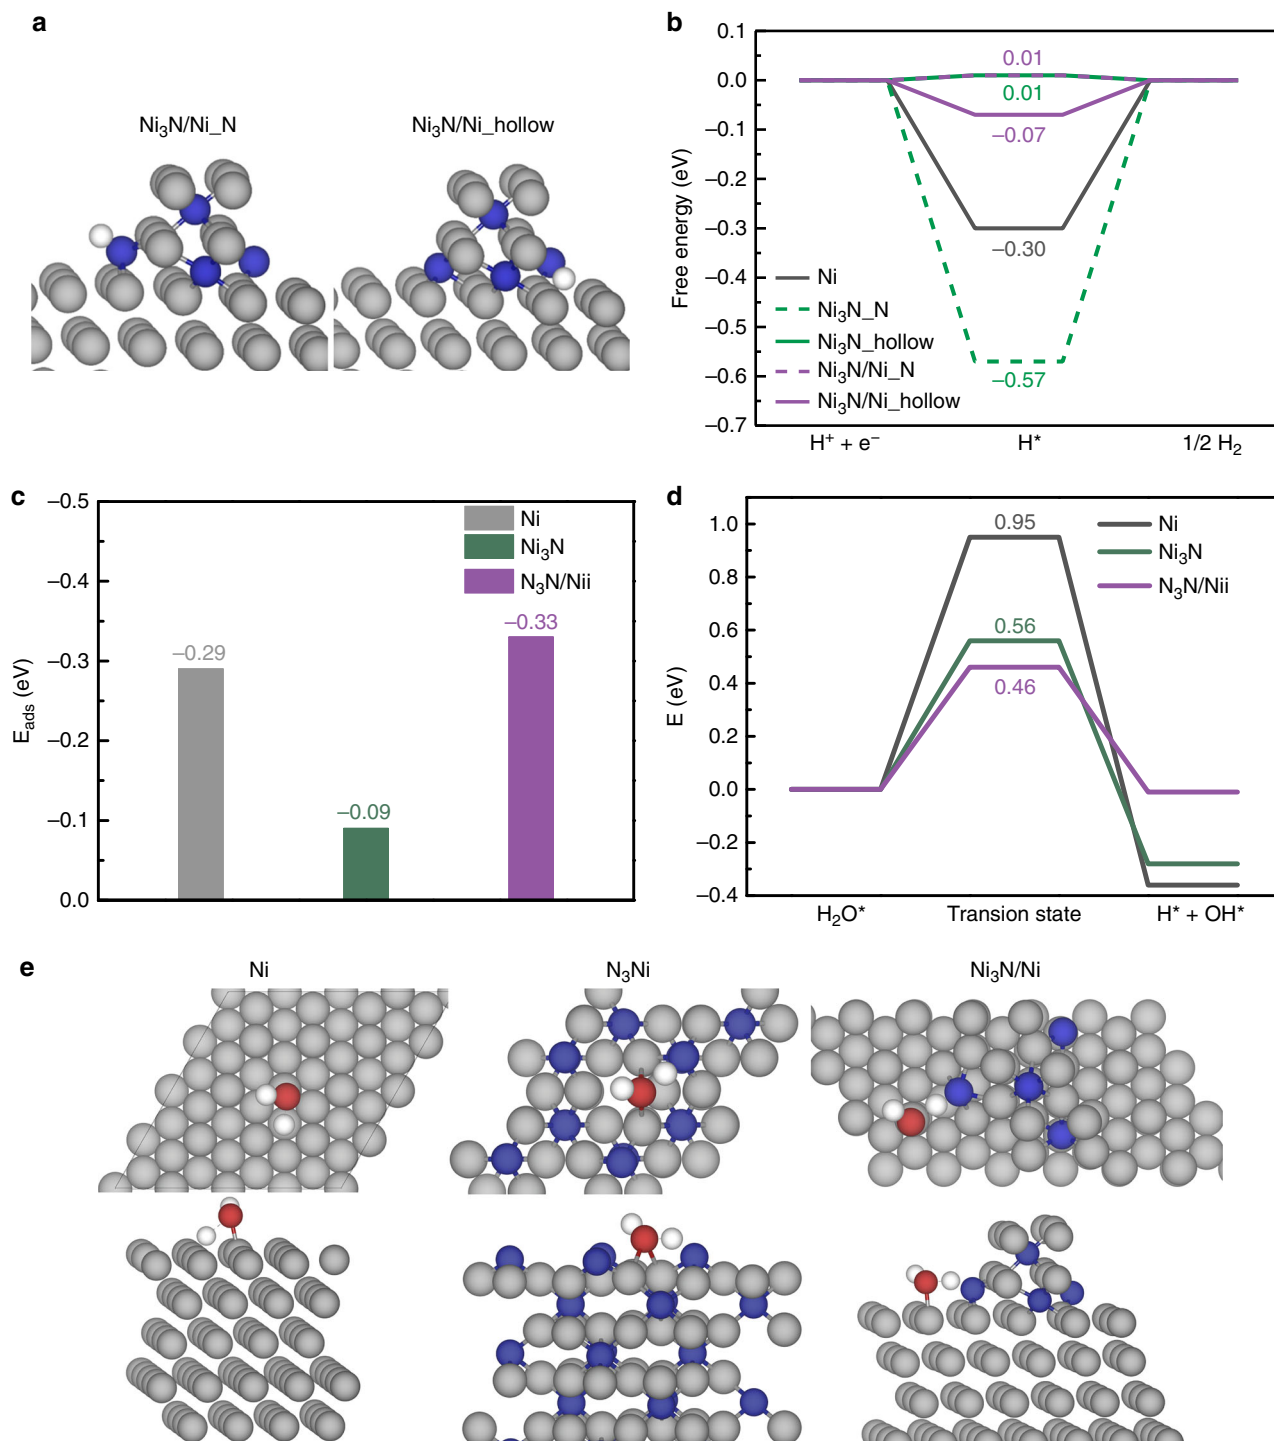 a
Ni₃N/Ni_N
Ni₃N/Ni_hollow
b
0.1
0.0
–0.1
–0.2
–0.3
–0.4
–0.5
–0.6
–0.7
Free energy (eV)
0.01
0.01
–0.07
–0.30
–0.57
Ni
Ni₃N_N
Ni₃N_hollow
Ni₃N/Ni_N
Ni₃N/Ni_hollow
H⁺ + e⁻
H*
1/2 H₂
c
–0.5
–0.4
–0.3
–0.2
–0.1
0.0
E_ads (eV)
–0.29
–0.09
–0.33
Ni
Ni₃N
N₃N/Nii
d
1.0
0.8
0.6
0.4
0.2
0.0
–0.2
–0.4
E (eV)
0.95
0.56
0.46
Ni
Ni₃N
N₃N/Nii
H₂O*
Transion state
H* + OH*
e
Ni
N₃Ni
Ni₃N/Ni